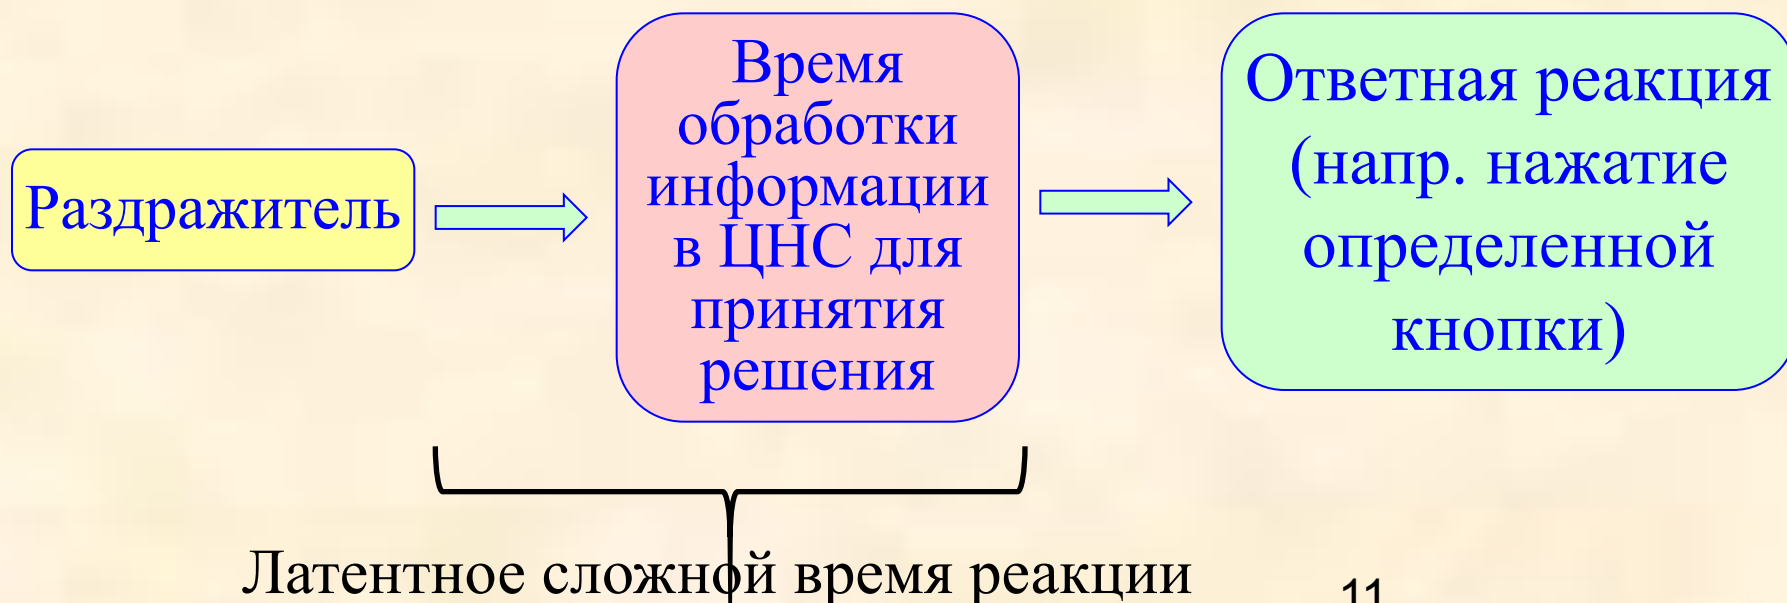 Раздражитель
Время
обработки
информации
в ЦНС для
принятия
решения
Ответная реакция
(напр. нажатие
определенной
кнопки)
Латентное сложной время реакции
11